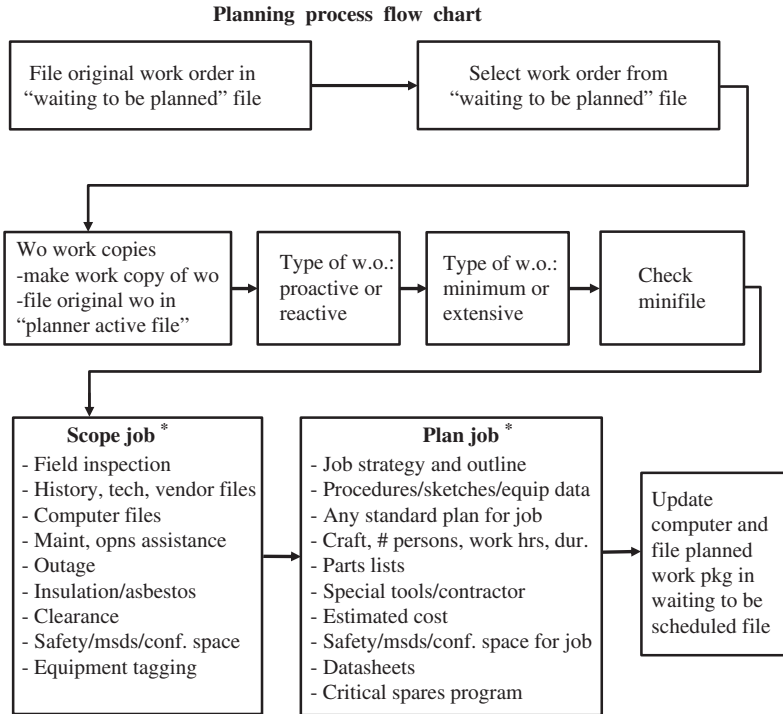 Planning process flow chart
File original work order in
“waiting to be planned” file
Select work order from
“waiting to be planned” file
Wo work copies
-make work copy of wo
-file original wo in
“planner active file”
Type of w.o.:
proactive or
reactive
Type of w.o.:
minimum or
extensive
Check
minifile
Scope job *
- Field inspection
- History, tech, vendor files
- Computer files
- Maint, opns assistance
- Outage
- Insulation/asbestos
- Clearance
- Safety/msds/conf. space
- Equipment tagging
Plan job *
- Job strategy and outline
- Procedures/sketches/equip data
- Any standard plan for job
- Craft, # persons, work hrs, dur.
- Parts lists
- Special tools/contractor
- Estimated cost
- Safety/msds/conf. space for job
- Datasheets
- Critical spares program
Update
computer and
file planned
work pkg in
waiting to be
scheduled file